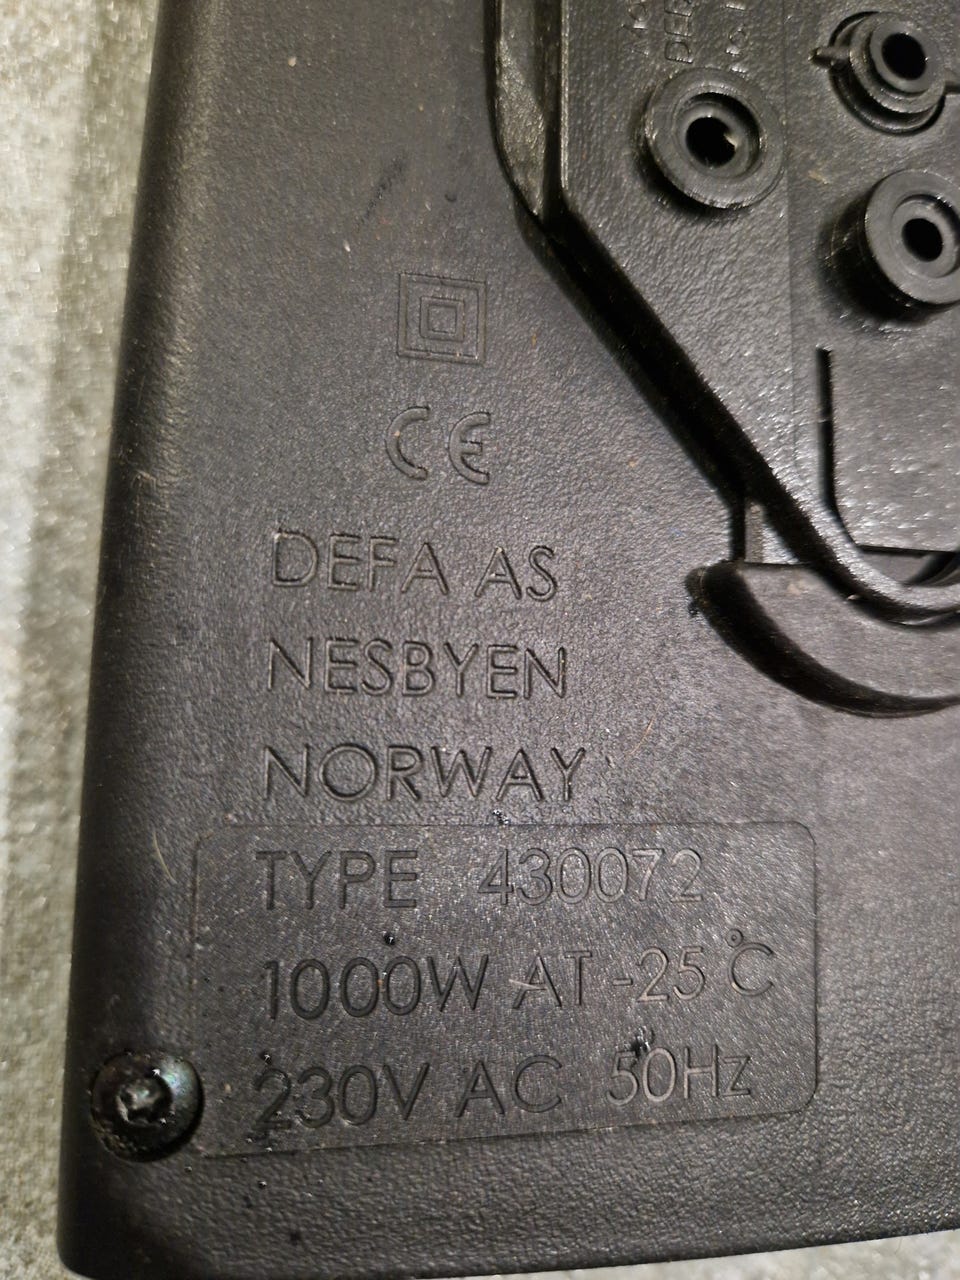 CE
DEFA AS
NESBYEN
NORWAY
TYPE 430072
1000W AT -25°C
230V AC 50Hz